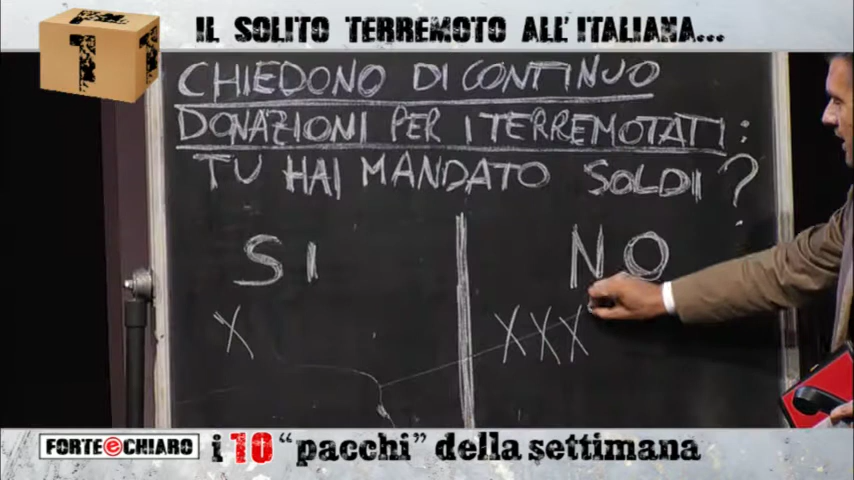 IL SOLITO TERREMOTO ALL'ITALIANA...
11
CHIEDONO DI CONTINUO
DONAZIONI PER I TERREMOTATI:
TU HAI MANDATO SOLDI?
SI NO
X XXX
FORTE e CHIARO i 10 "pacchi" della settimana